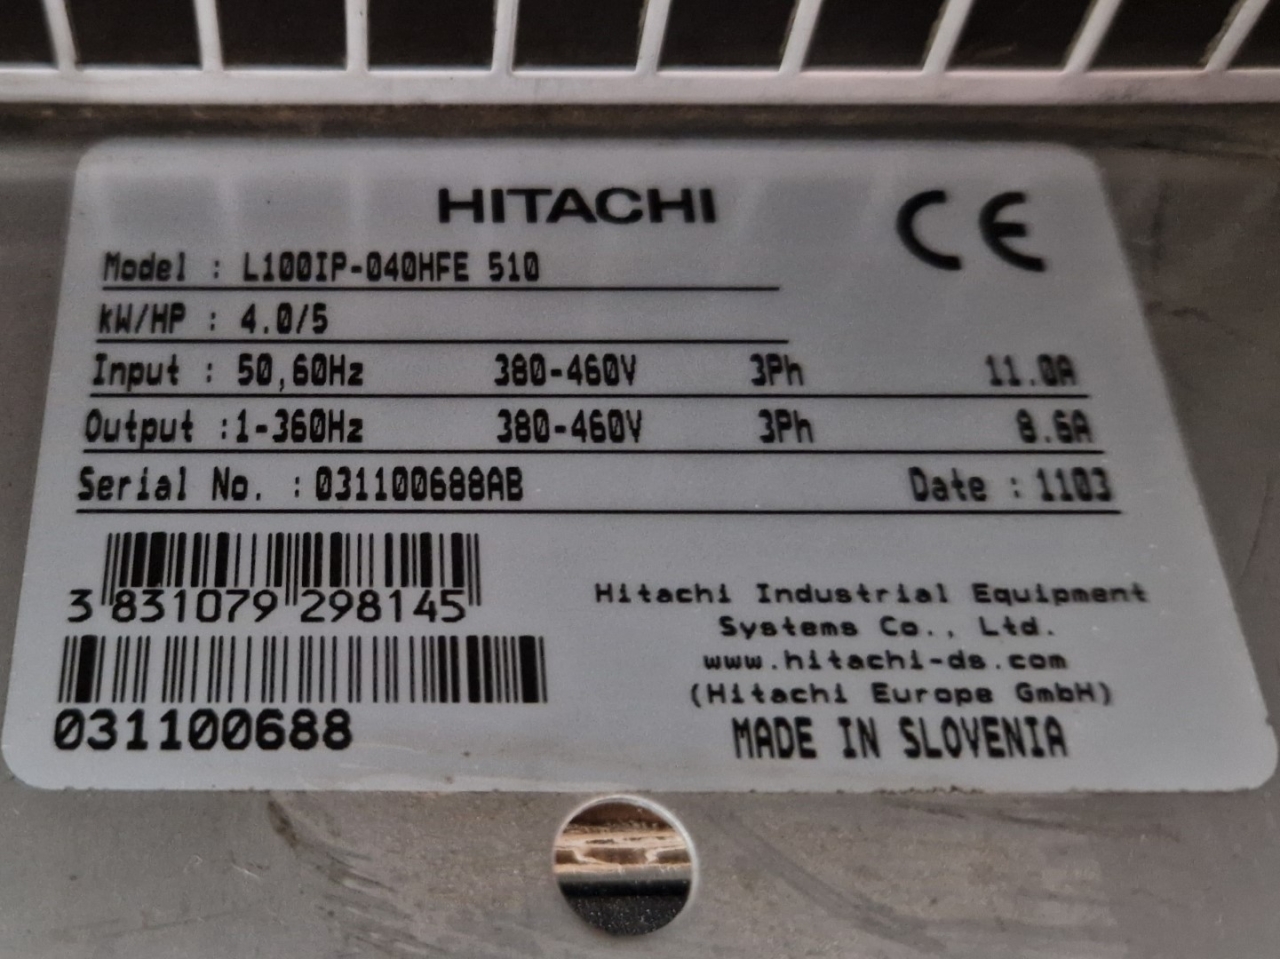 HITACHI
CE
Model : L100IP-040HFE 510
kW/HP : 4.0/5
Input : 50,60Hz 380-460V 3Ph 11.0A
Output :1-360Hz 380-460V 3Ph 8.6A
Serial No. : 031100688AB Date : 1103
3 831079 298145
031100688
Hitachi Industrial Equipment
Systems Co., Ltd.
www.hitachi-ds.com
(Hitachi Europe GmbH)
MADE IN SLOVENIA